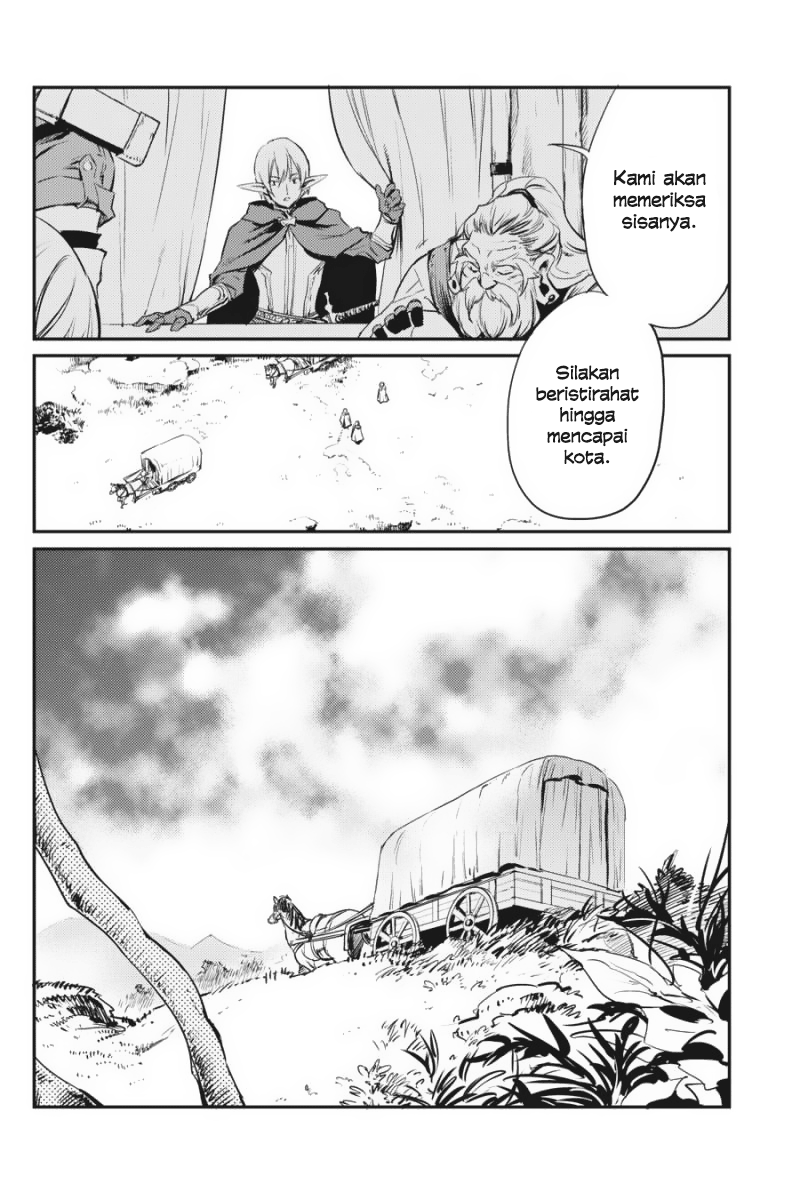 Kami akan
memeriksa
sisanya.
Silakan
beristirahat
hingga
mencapai
kota.